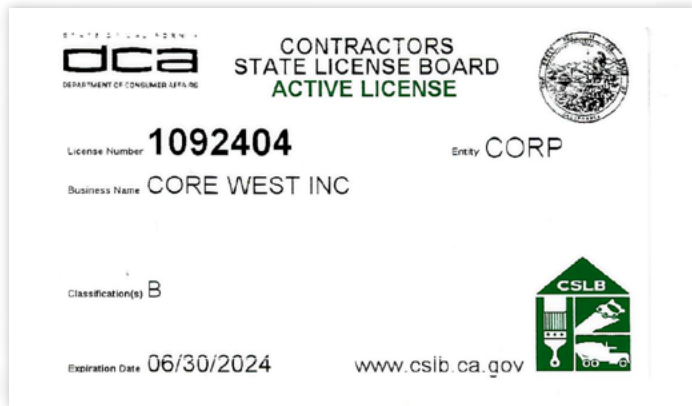 STATE OF CALIFORNIA
dca
DEPARTMENT OF CONSUMER AFFAIRS
CONTRACTORS
STATE LICENSE BOARD
ACTIVE LICENSE
License Number 1092404
Entity CORP
Business Name CORE WEST INC
Classification(s) B
CSLB
Expiration Date 06/30/2024
www.cslb.ca.gov